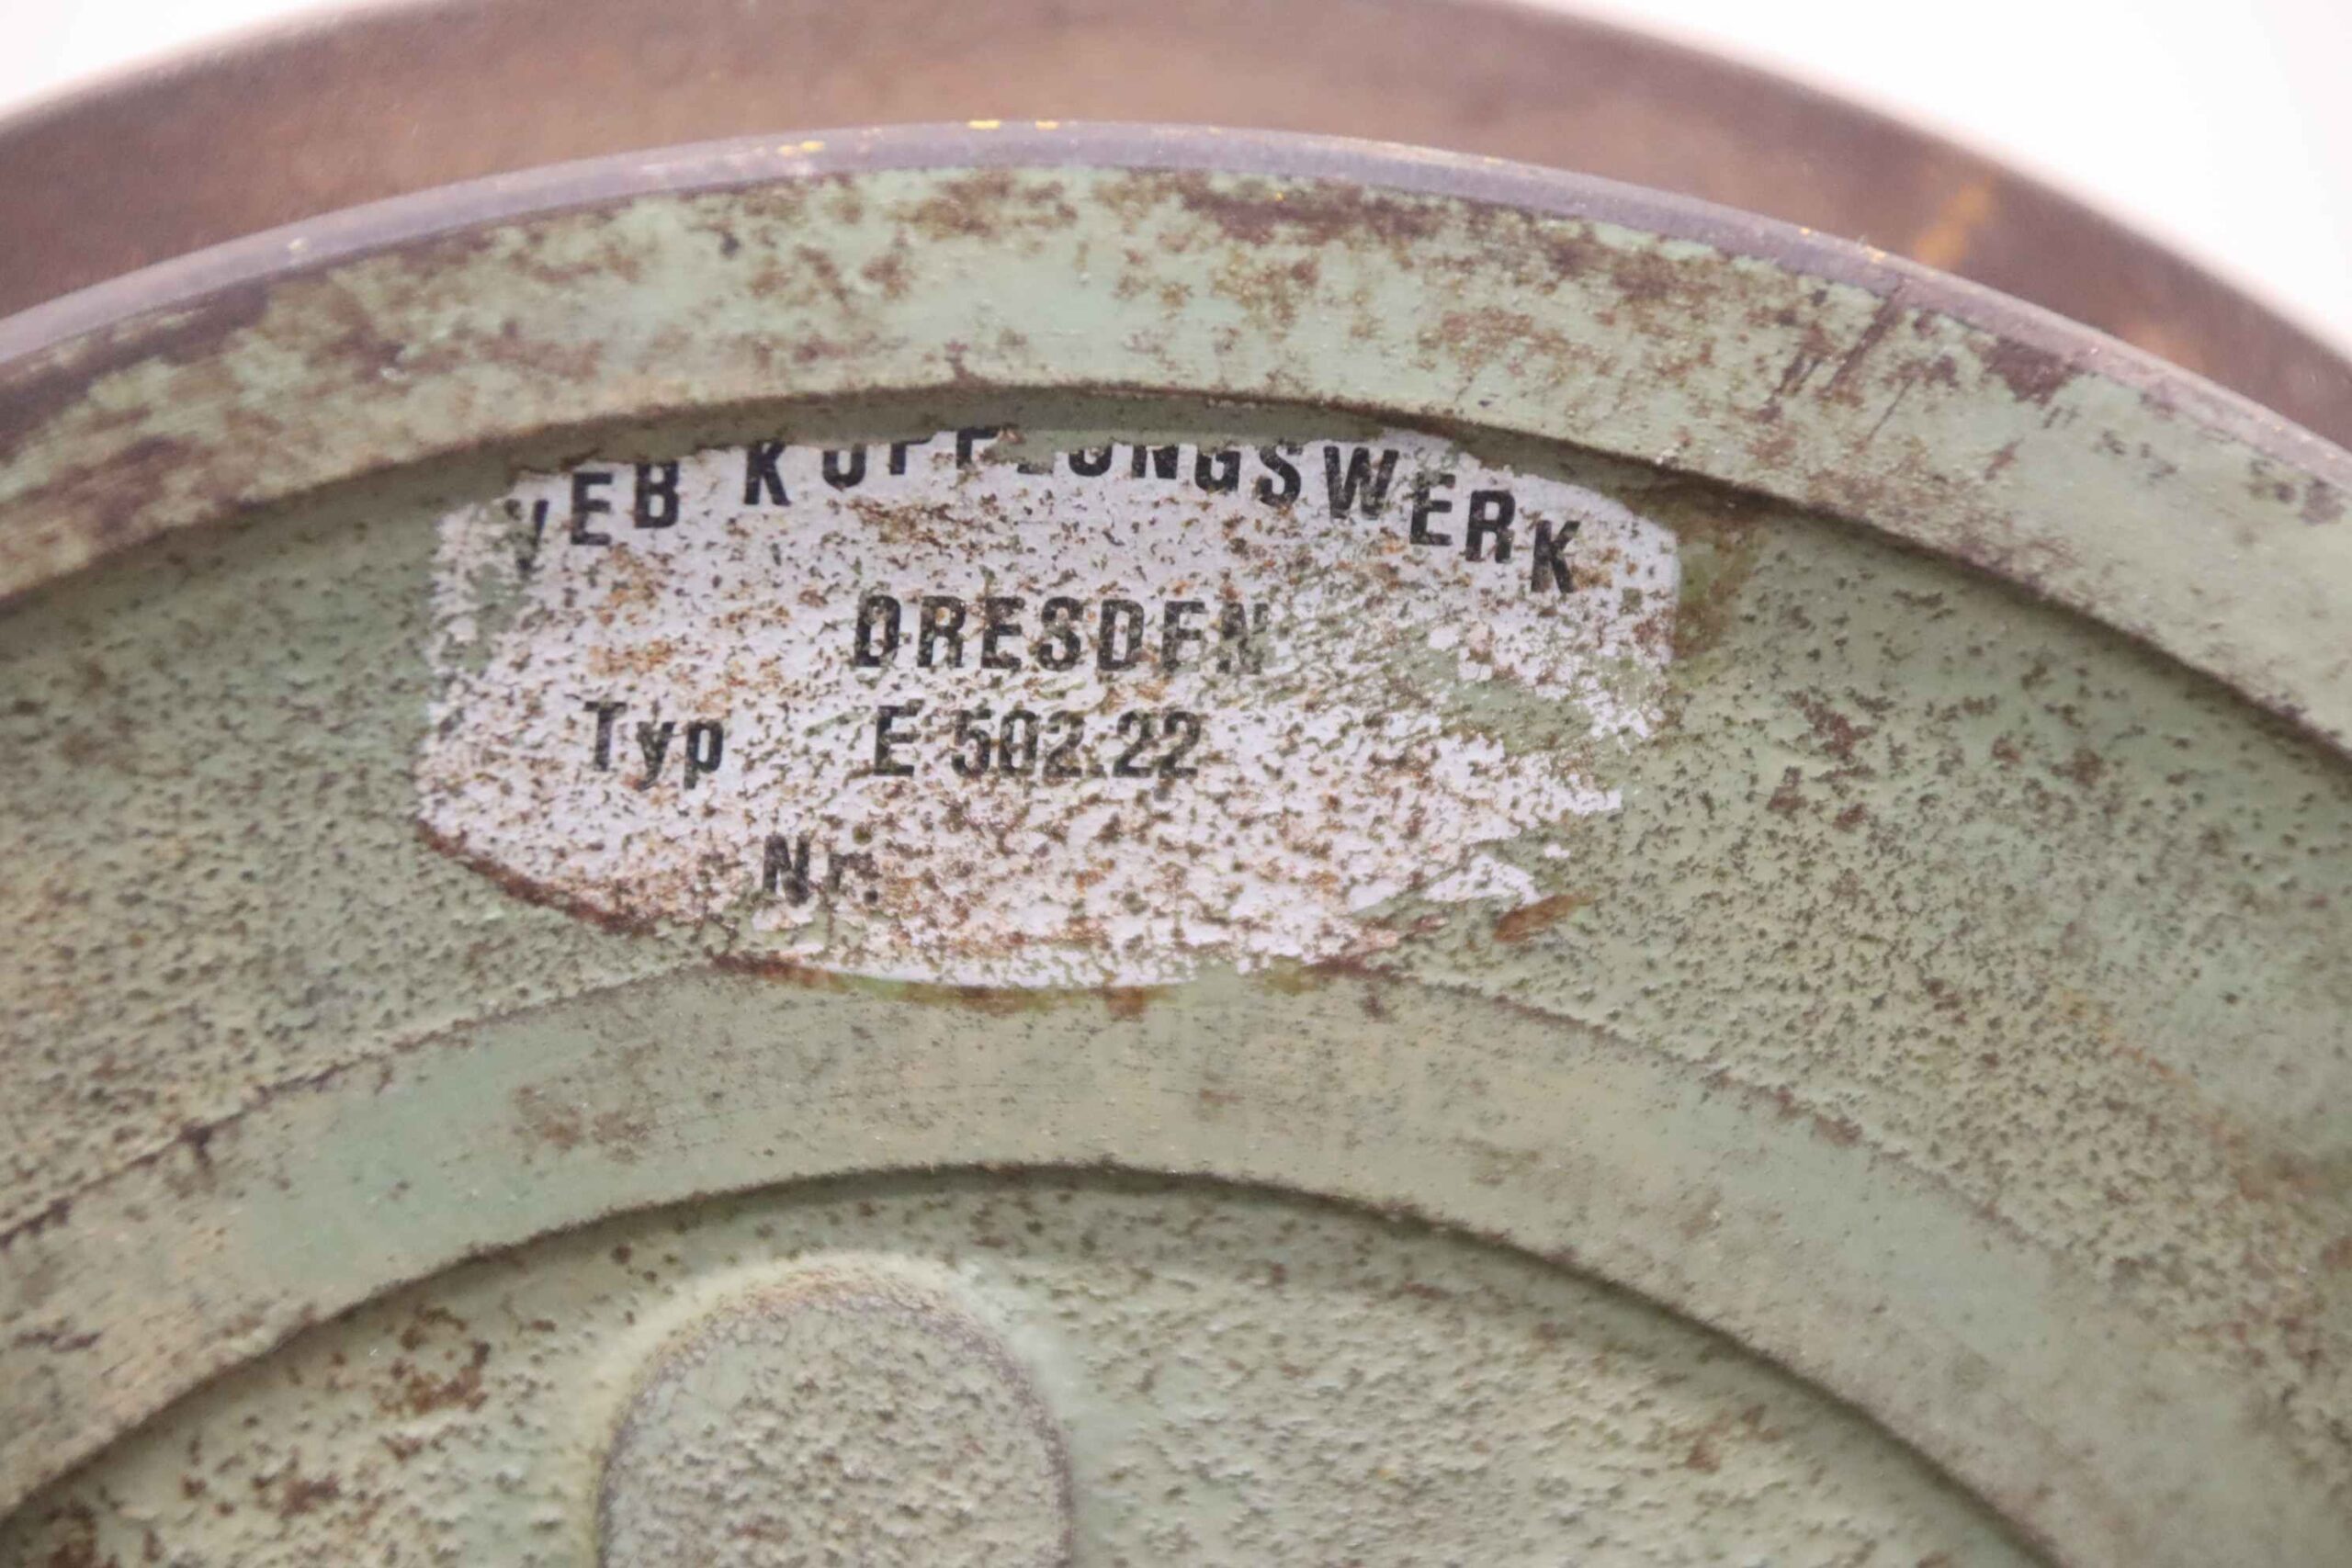 VEB KUPPLUNGSWERK
DRESDEN
Typ E 502.22
Nr.